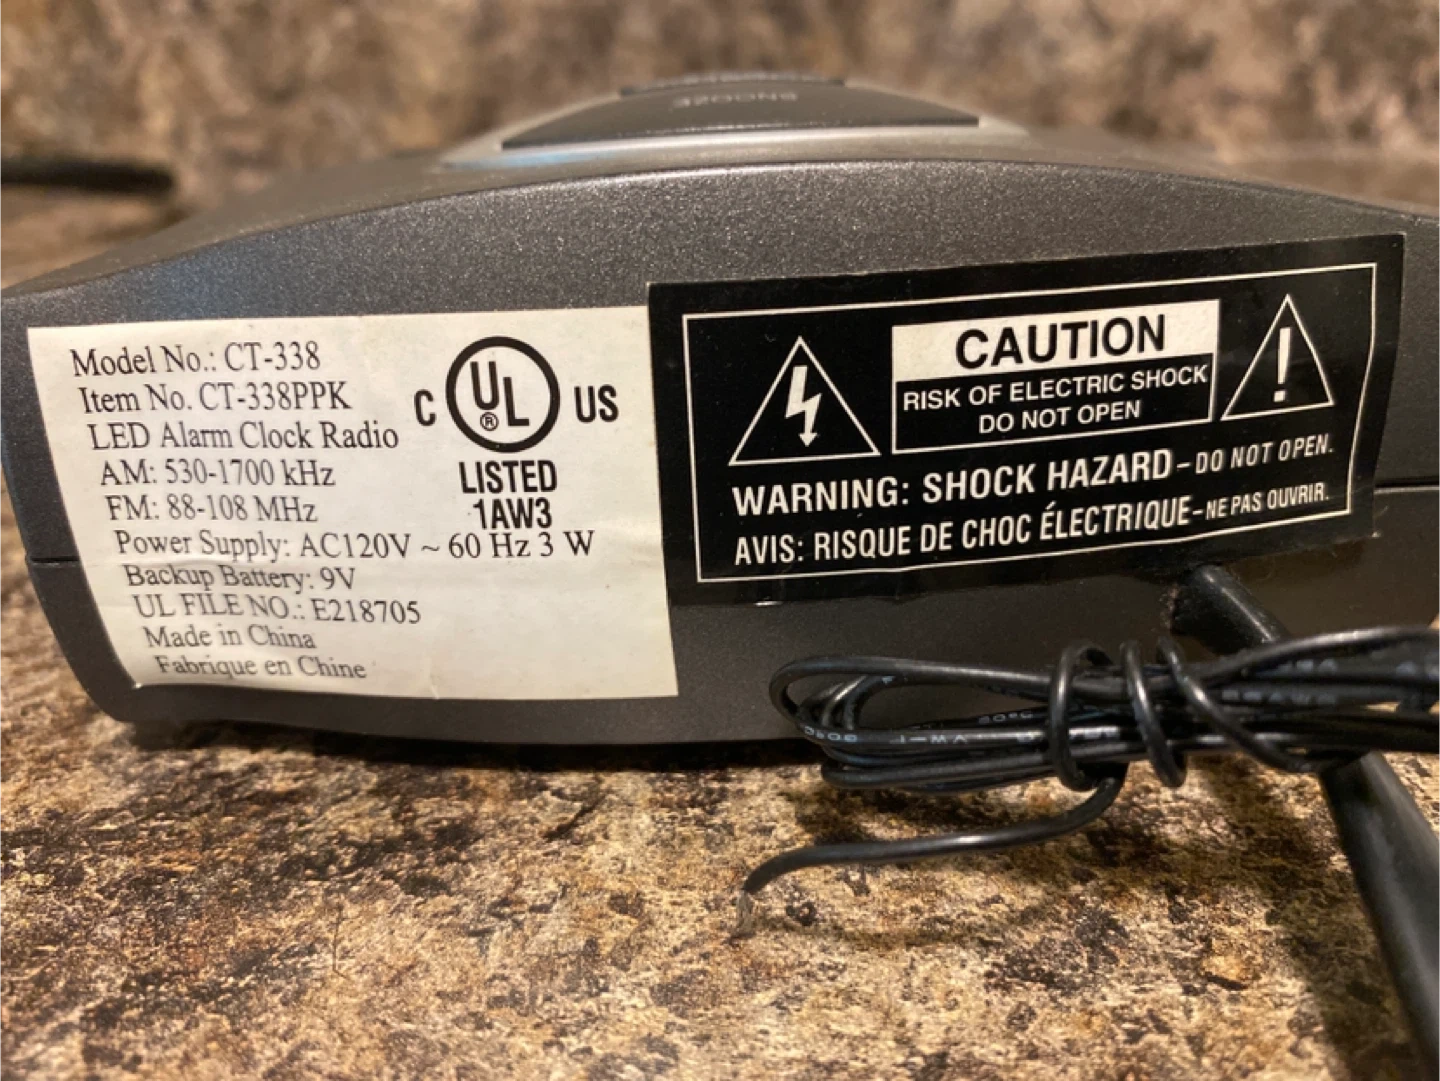 SNOOZE
Model No.: CT-338
Item No. CT-338PPK
LED Alarm Clock Radio
AM: 530-1700 kHz
FM: 88-108 MHz
Power Supply: AC120V ~ 60 Hz 3 W
Backup Battery: 9V
UL FILE NO.: E218705
Made in China
Fabrique en Chine
C UL® US
LISTED
1AW3
CAUTION
RISK OF ELECTRIC SHOCK
DO NOT OPEN
WARNING: SHOCK HAZARD - DO NOT OPEN.
AVIS: RISQUE DE CHOC ÉLECTRIQUE - NE PAS OUVRIR.